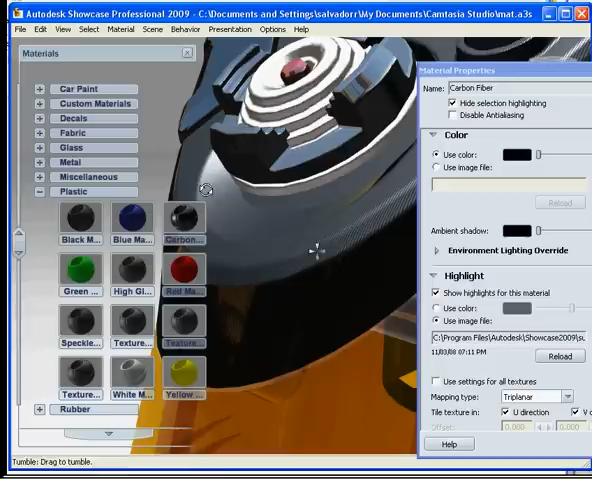 Autodesk Showcase Professional 2009 - C:\Documents and Settings\salvadorr\My Documents\Camtasia Studio\mat.a3s
File Edit View Select Material Scene Behavior Presentation Options Help
Materials
Car Paint
Custom Materials
Decals
Fabric
Glass
Metal
Miscellaneous
Plastic
Black M... Blue Ma... Carbon...
Green ... High Gl... Red Ma...
Speckle... Texture... Texture...
Texture... White M... Yellow ...
Rubber
Material Properties
Name: Carbon Fiber
Hide selection highlighting
Disable Antialiasing
Color
Use color:
Use image file:
Reload
Ambient shadow:
Environment Lighting Override
Highlight
Show highlights for this material
Use color:
Use image file:
C:\Program Files\Autodesk\Showcase2009\su
11/03/08 07:11 PM
Reload
Use settings for all textures
Mapping type: Triplanar
Tile texture in: U direction V
Offset: 0.000 0.000
Help
Tumble: Drag to tumble.